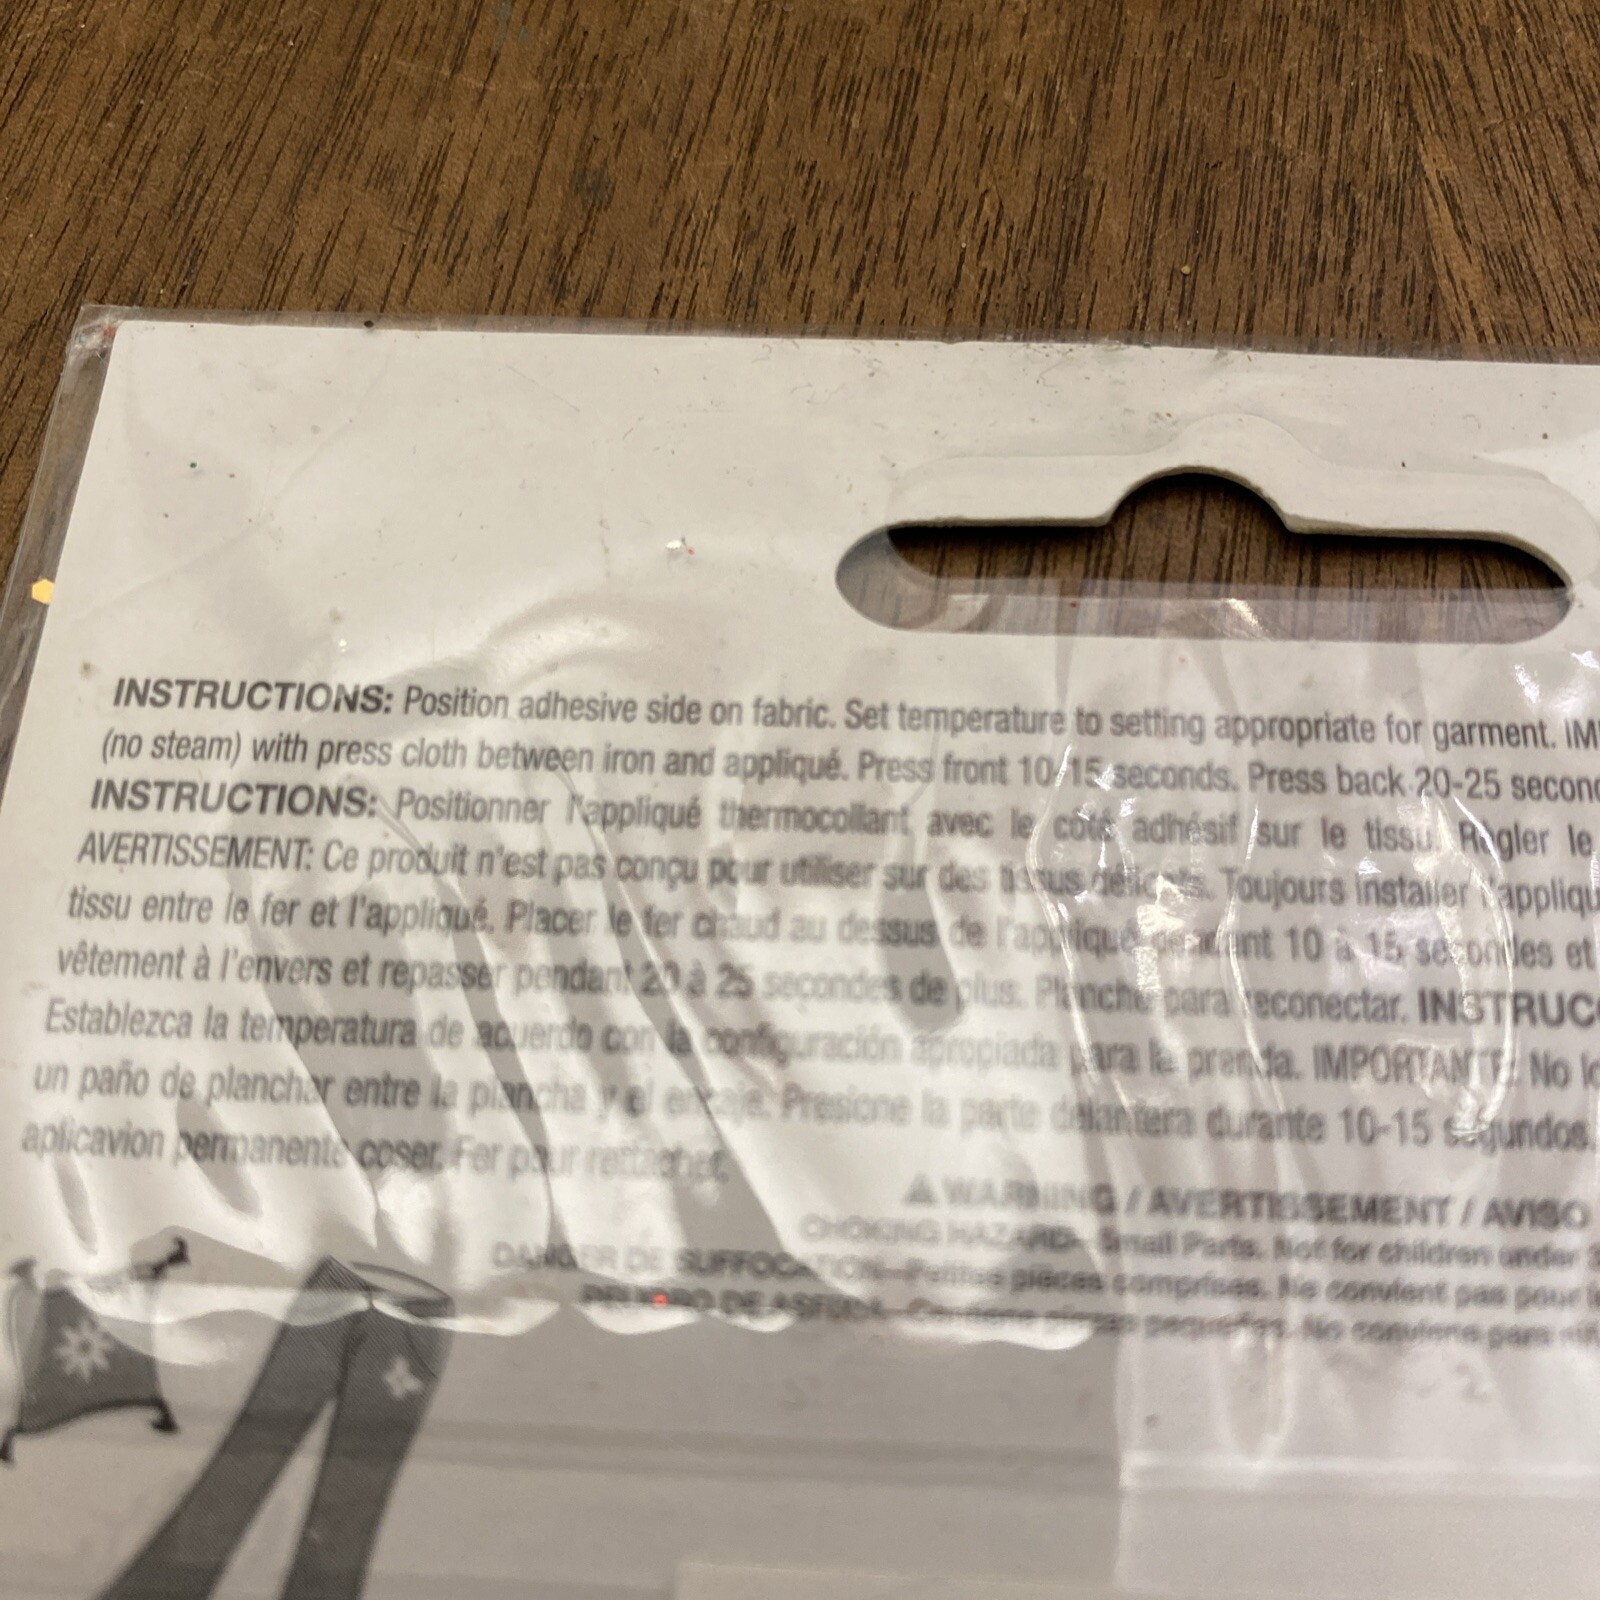 INSTRUCTIONS: Position adhesive side on fabric. Set temperature to setting appropriate for garment.
(no steam) with press cloth between iron and appliqué. Press front 10-15 seconds. Press back 20-25
INSTRUCTIONS: Positionner l'appliqué thermocollant avec le côté adhésif sur le tissu. Régler le
AVERTISSEMENT: Ce produit n'est pas conçu pour utiliser sur des tissus délicats. Toujours installer
tissu entre le fer et l'appliqué. Placer le fer chaud au dessus de l'appliqué pendant 10 à 15 secondes et
vêtement à l'envers et repasser pendant 20 à 25 secondes de plus. Planche para reconectar.
Establezca la temperatura de acuerdo con la configuración apropiada para la prenda. IMPORTANTE: No
un paño de planchar entre la plancha y el encaje. Presione la parte delantera durante 10-15 segundos.
aplicavion permanente coser. Fer pour rettachet.
⚠ WARNING / AVERTISSEMENT / AVISO
CHOKING HAZARD—Small Parts. Not for children under 3
DANGER DE SUFFOCATION—Petites pièces comprises. Ne convient pas pour
PELIGRO DE ASFIXIA—Contiene piezas pequeñas. No conviene para